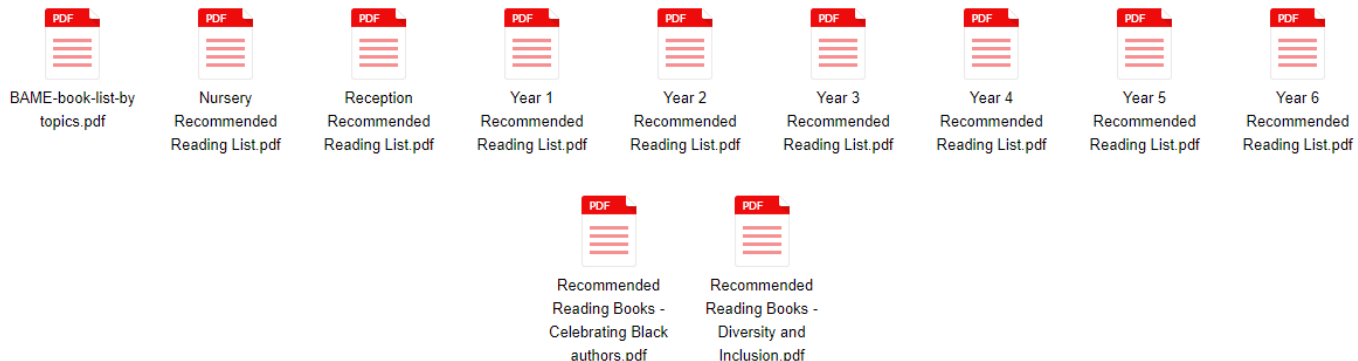 PDF PDF PDF PDF PDF PDF PDF PDF PDF
BAME-book-list-by
topics.pdf
Nursery
Recommended
Reading List.pdf
Reception
Recommended
Reading List.pdf
Year 1
Recommended
Reading List.pdf
Year 2
Recommended
Reading List.pdf
Year 3
Recommended
Reading List.pdf
Year 4
Recommended
Reading List.pdf
Year 5
Recommended
Reading List.pdf
Year 6
Recommended
Reading List.pdf
PDF PDF
Recommended
Reading Books -
Celebrating Black
authors.pdf
Recommended
Reading Books -
Diversity and
Inclusion.pdf